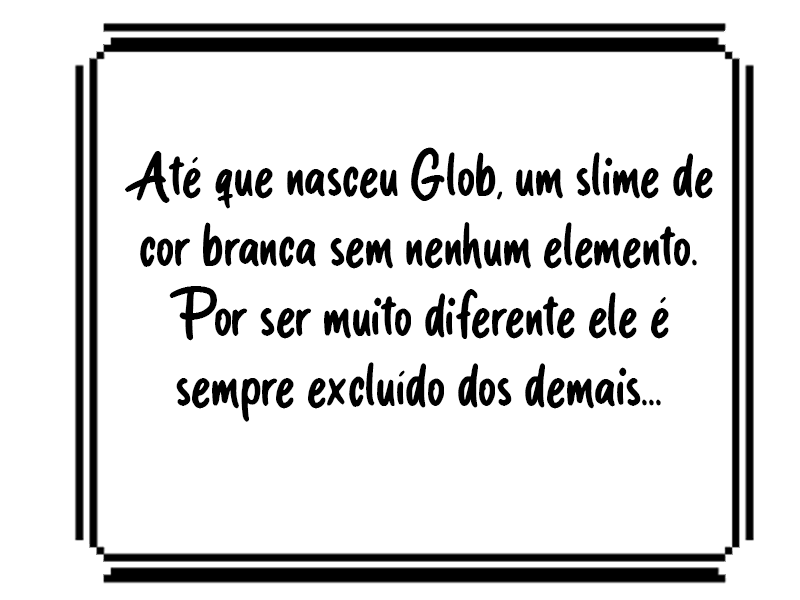 Até que nasceu Glob, um slime de
cor branca sem nenhum elemento.
Por ser muito diferente ele é
sempre excluído dos demais...